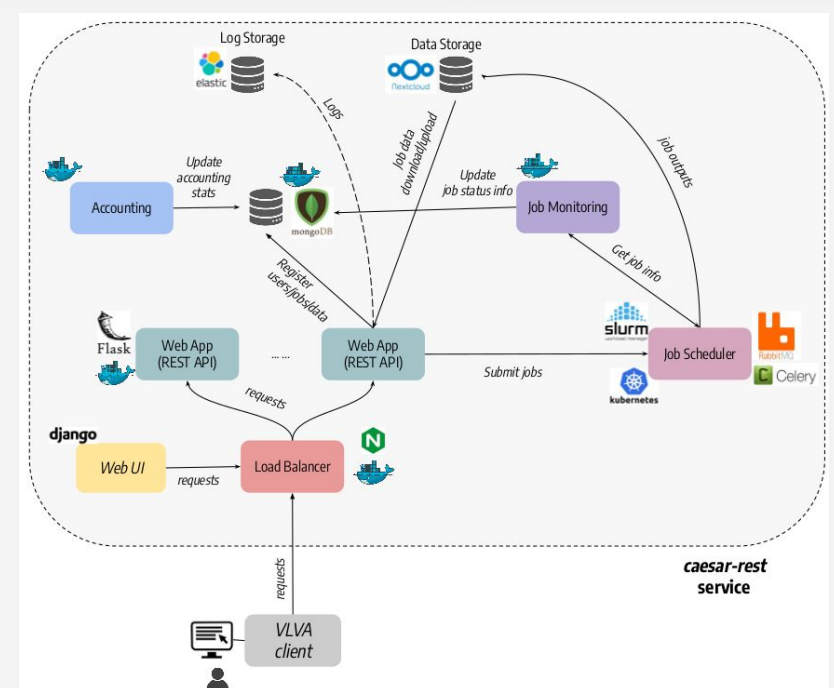 Log Storage
elastic
Data Storage
Nextcloud
Logs
Job data
download/upload
job outputs
Update
accounting
stats
Accounting
mongoDB
Update
job status info
Job Monitoring
Get job info
Register
users/jobs/data
Flask
Web App
(REST API)
... ...
Web App
(REST API)
Submit jobs
slurm
workload manager
kubernetes
Job Scheduler
RabbitMQ
C Celery
requests
django
Web UI
requests
Load Balancer
N
requests
caesar-rest
service
VLVA
client